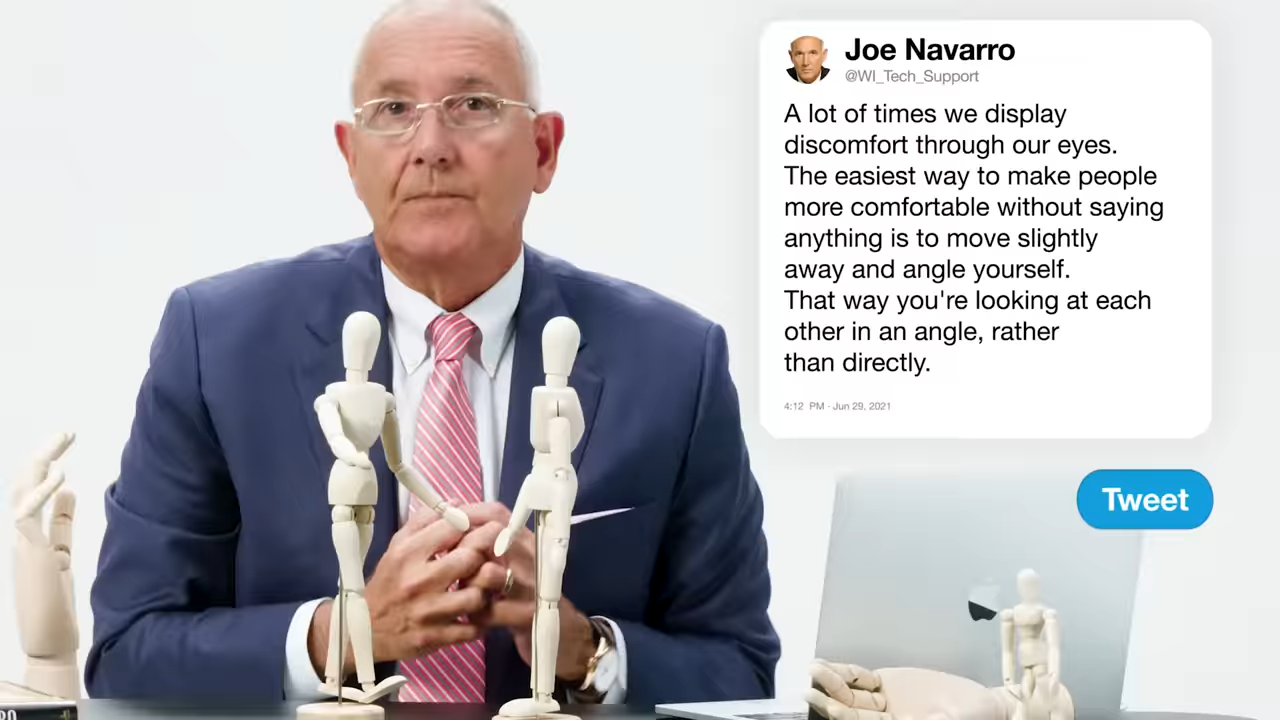 Joe Navarro
@WI_Tech_Support
A lot of times we display
discomfort through our eyes.
The easiest way to make people
more comfortable without saying
anything is to move slightly
away and angle yourself.
That way you're looking at each
other in an angle, rather
than directly.
4:12 PM - Jun 29, 2021
Tweet